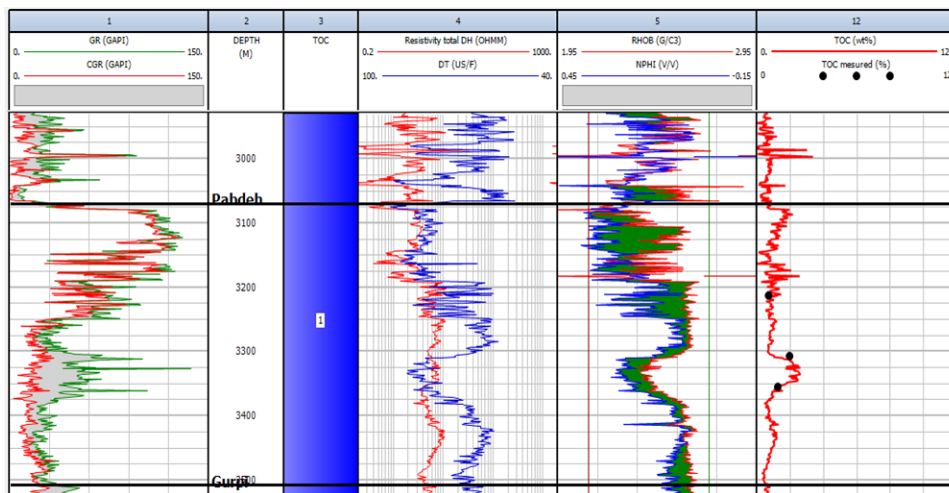 1 2 3 4 5 12
GR (GAPI) DEPTH TOC Resistivity total DH (OHMM) RHOB (G/C3) TOC (wt%)
0. 150. (M) 0.2 1000. 1.95 2.95 0. 12
CGR (GAPI) DT (US/F) NPHI (V/V) TOC mesured (%)
0. 150. 100. 40. 0.45 -0.15 0 12
3000
Pabdeh
3100
3200
1
3300
3400
Gurpi